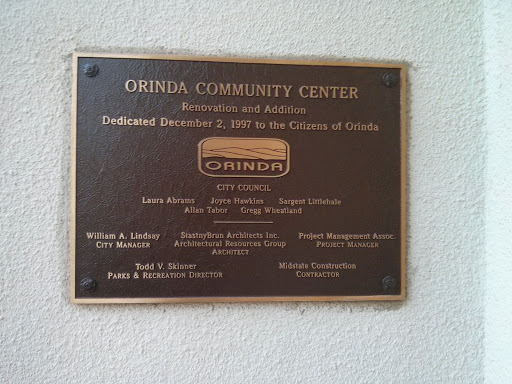 ORINDA COMMUNITY CENTER
Renovation and Addition
Dedicated December 2, 1997 to the Citizens of Orinda
ORINDA
CITY COUNCIL
Laura Abrams Joyce Hawkins Sargent Littlehale
Allan Tabor Gregg Wheatland
William A. Lindsay StastnyBrun Architects Inc. Project Management Assoc.
CITY MANAGER Architectural Resources Group PROJECT MANAGER
ARCHITECT
Todd V. Skinner Midstate Construction
PARKS & RECREATION DIRECTOR CONTRACTOR